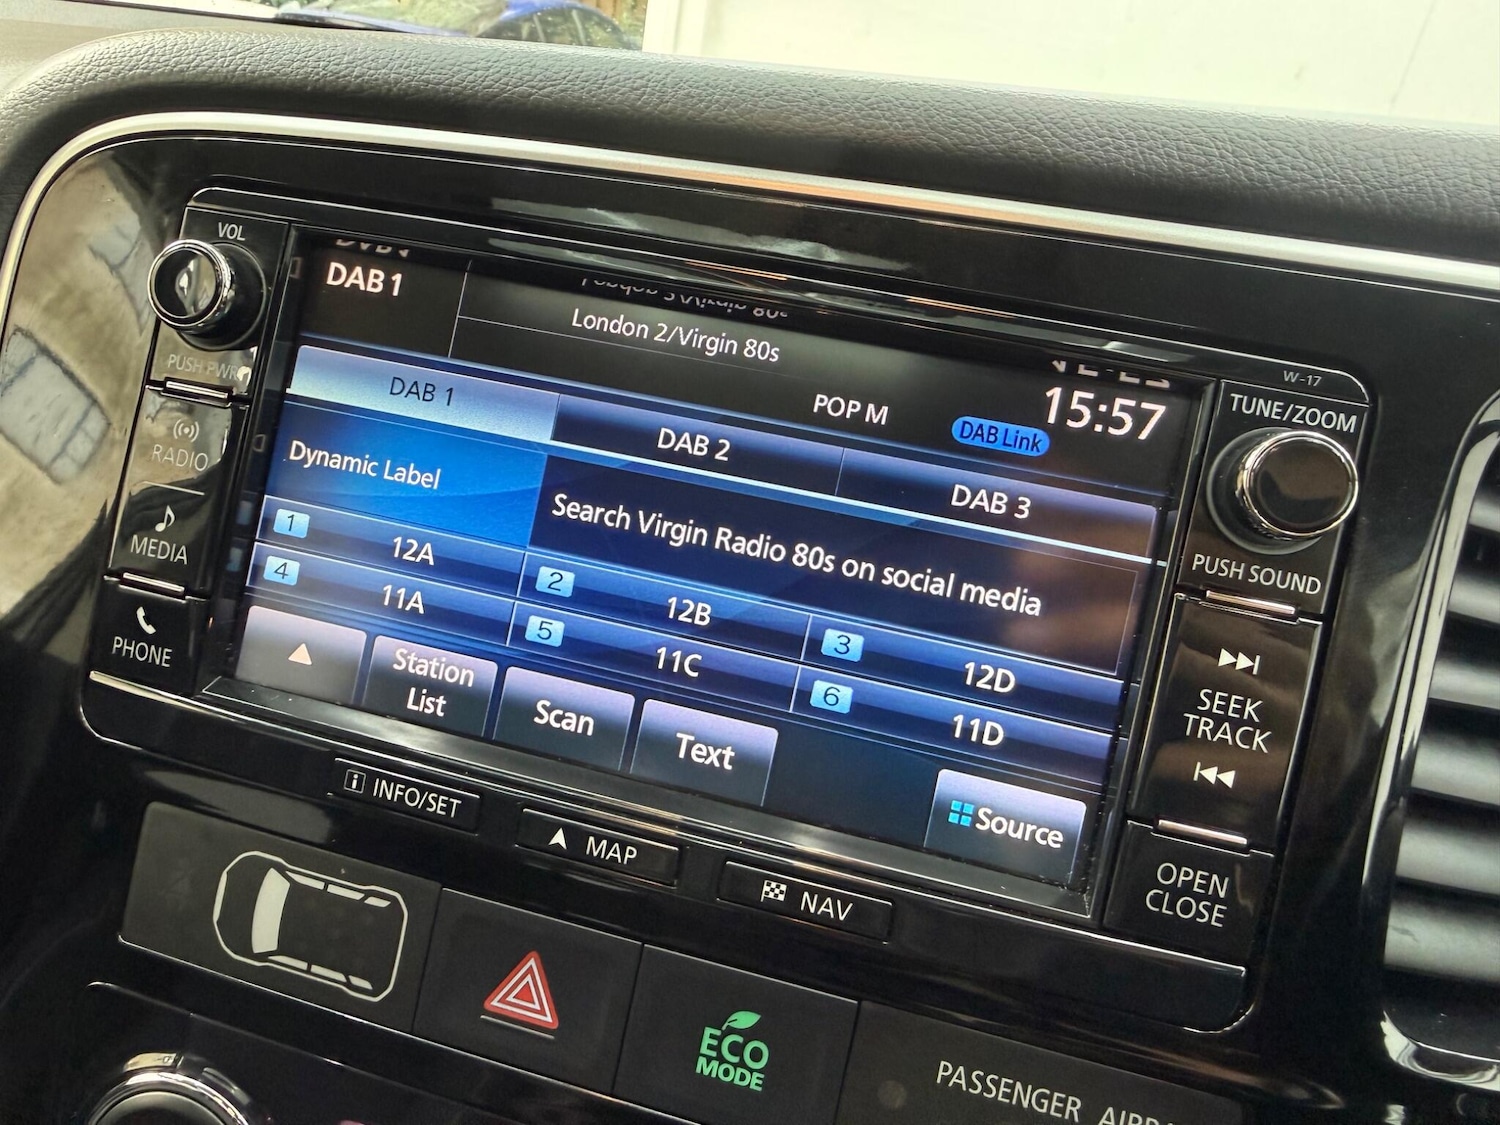 VOL
W-17
DAB 1
London 2/Virgin 80s
PUSH PWR
TUNE/ZOOM
POP M
DAB Link
15:57
DAB 1
DAB 2
DAB 3
RADIO
Dynamic Label
Search Virgin Radio 80s on social media
PUSH SOUND
MEDIA
1 12A
2 12B
3 12D
4 11A
5 11C
6 11D
PHONE
SEEK
TRACK
Station
List
Scan
Text
Source
INFO/SET
MAP
NAV
OPEN
CLOSE
ECO
MODE
PASSENGER